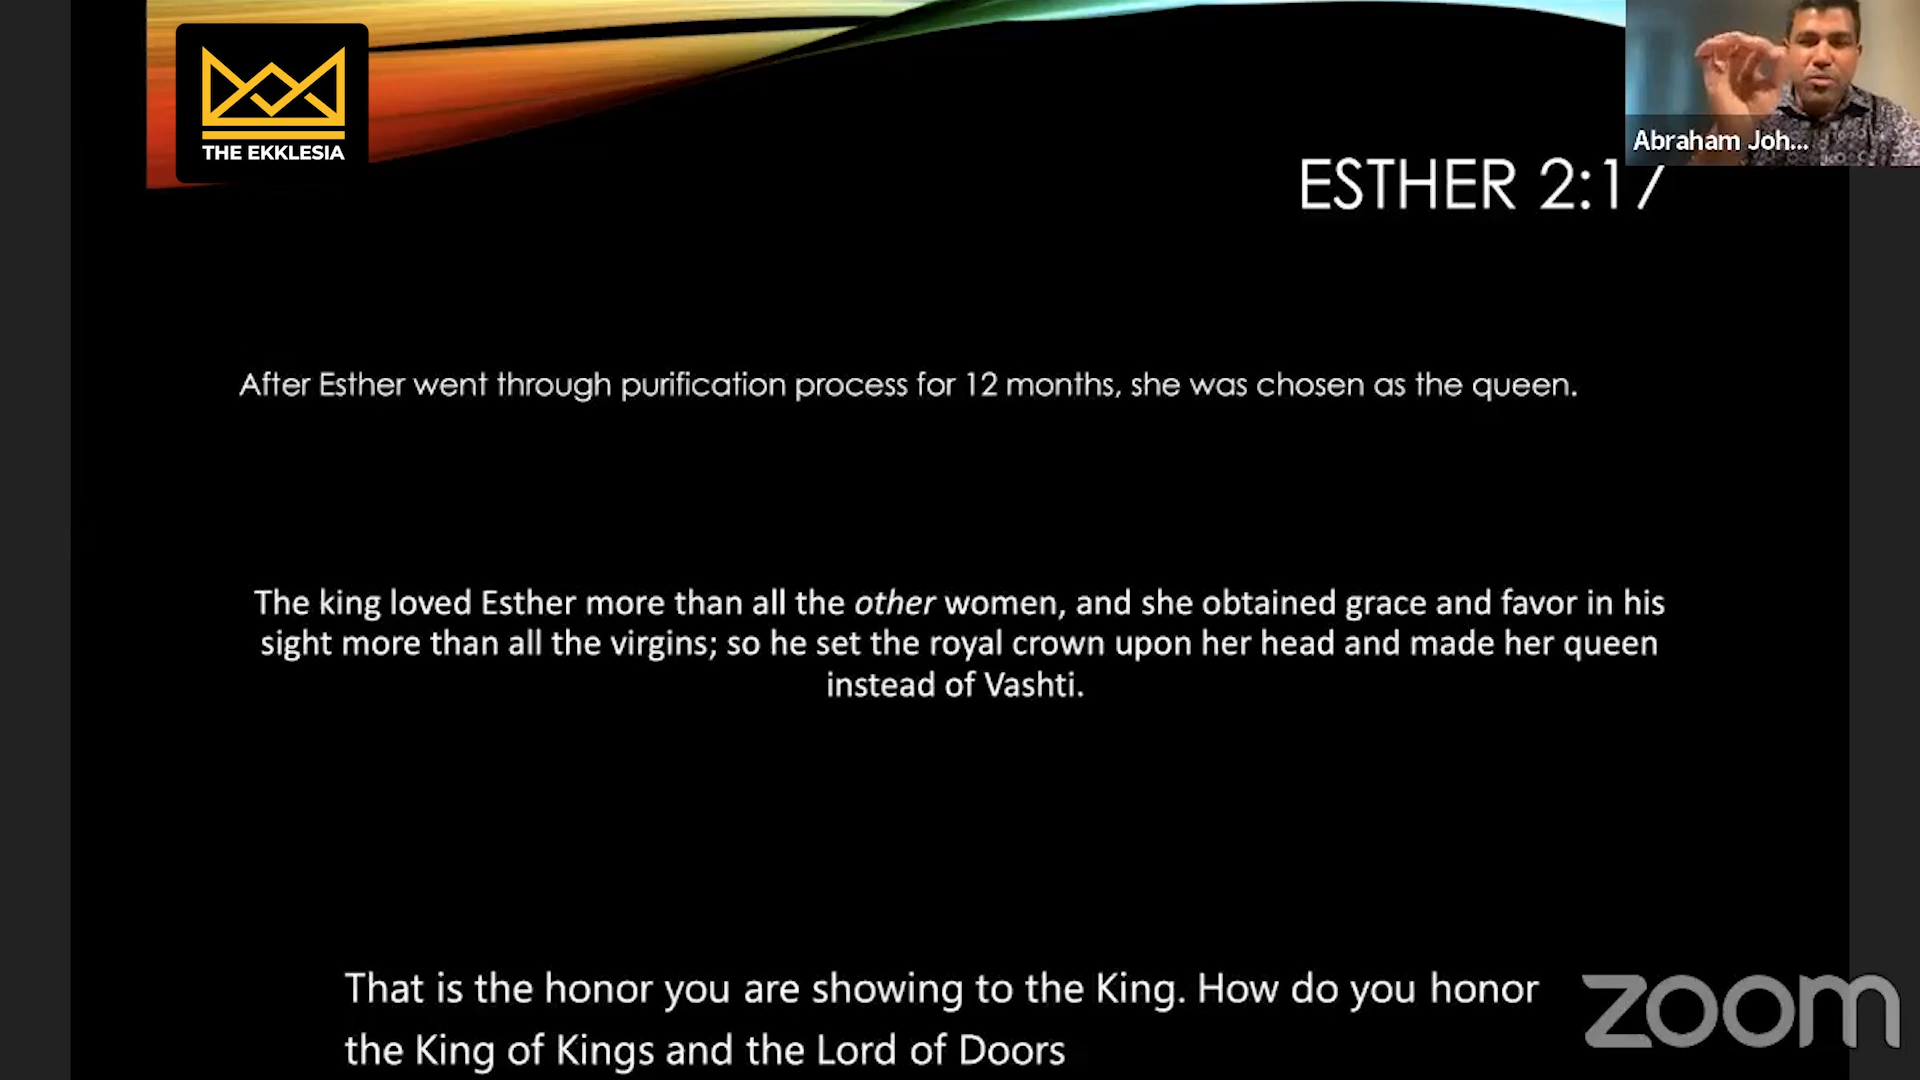 THE EKKLESIA
Abraham Joh...
ESTHER 2:17
After Esther went through purification process for 12 months, she was chosen as the queen.
The king loved Esther more than all the other women, and she obtained grace and favor in his
sight more than all the virgins; so he set the royal crown upon her head and made her queen
instead of Vashti.
That is the honor you are showing to the King. How do you honor
the King of Kings and the Lord of Doors
zoom